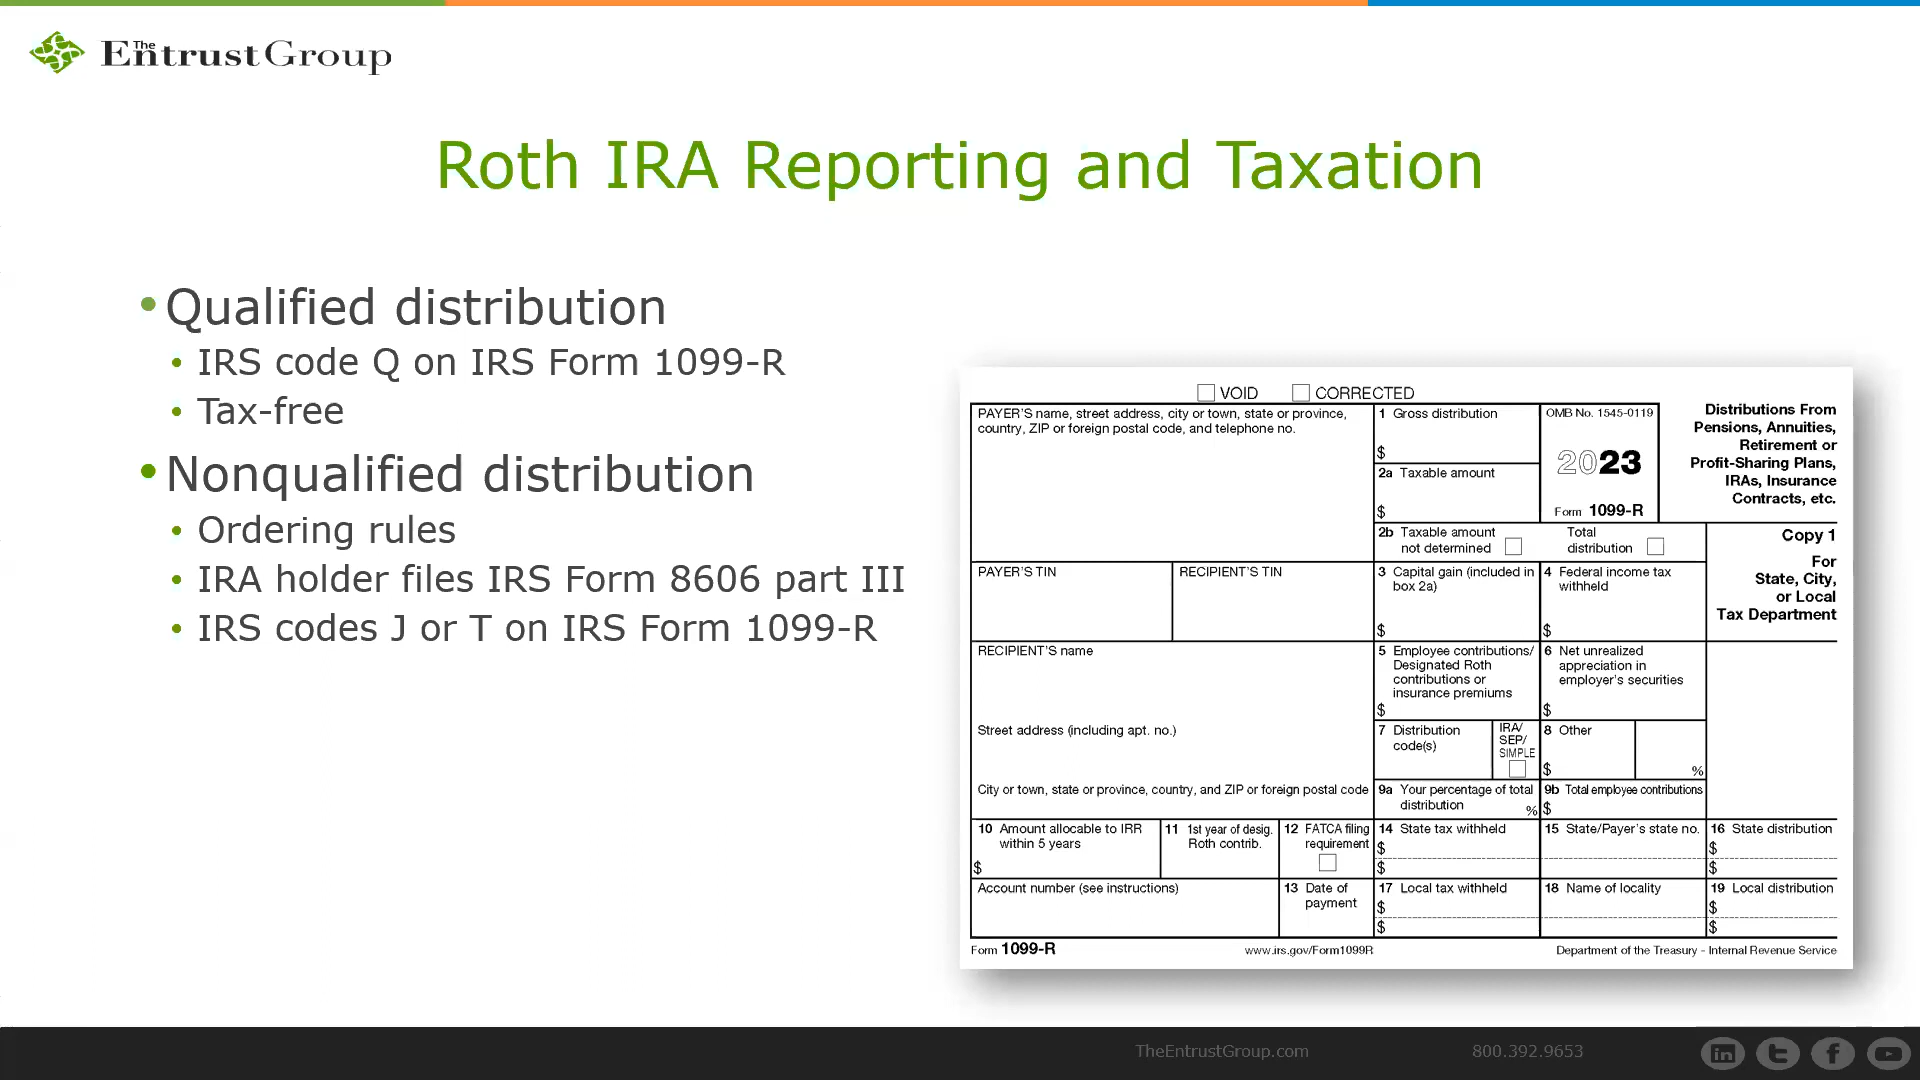 The Entrust Group
Roth IRA Reporting and Taxation
• Qualified distribution
• IRS code Q on IRS Form 1099-R
• Tax-free
• Nonqualified distribution
• Ordering rules
• IRA holder files IRS Form 8606 part III
• IRS codes J or T on IRS Form 1099-R
VOID CORRECTED
PAYER'S name, street address, city or town, state or province,
country, ZIP or foreign postal code, and telephone no.
1 Gross distribution
$
2a Taxable amount
$
OMB No. 1545-0119
2023
Form 1099-R
Distributions From
Pensions, Annuities,
Retirement or
Profit-Sharing Plans,
IRAs, Insurance
Contracts, etc.
2b Taxable amount
not determined
Total
distribution
Copy 1
For
State, City,
or Local
Tax Department
PAYER'S TIN
RECIPIENT'S TIN
3 Capital gain (included in
box 2a)
$
4 Federal income tax
withheld
$
RECIPIENT'S name
5 Employee contributions/
Designated Roth
contributions or
insurance premiums
$
6 Net unrealized
appreciation in
employer's securities
$
Street address (including apt. no.)
7 Distribution
code(s)
IRA/
SEP/
SIMPLE
8 Other
$
%
City or town, state or province, country, and ZIP or foreign postal code
9a Your percentage of total
distribution %
9b Total employee contributions
$
10 Amount allocable to IRR
within 5 years
$
11 1st year of desig.
Roth contrib.
12 FATCA filing
requirement
14 State tax withheld
$
$
15 State/Payer's state no.
16 State distribution
$
$
Account number (see instructions)
13 Date of
payment
17 Local tax withheld
$
$
18 Name of locality
19 Local distribution
$
$
Form 1099-R
www.irs.gov/Form1099R
Department of the Treasury - Internal Revenue Service
TheEntrustGroup.com
800.392.9653